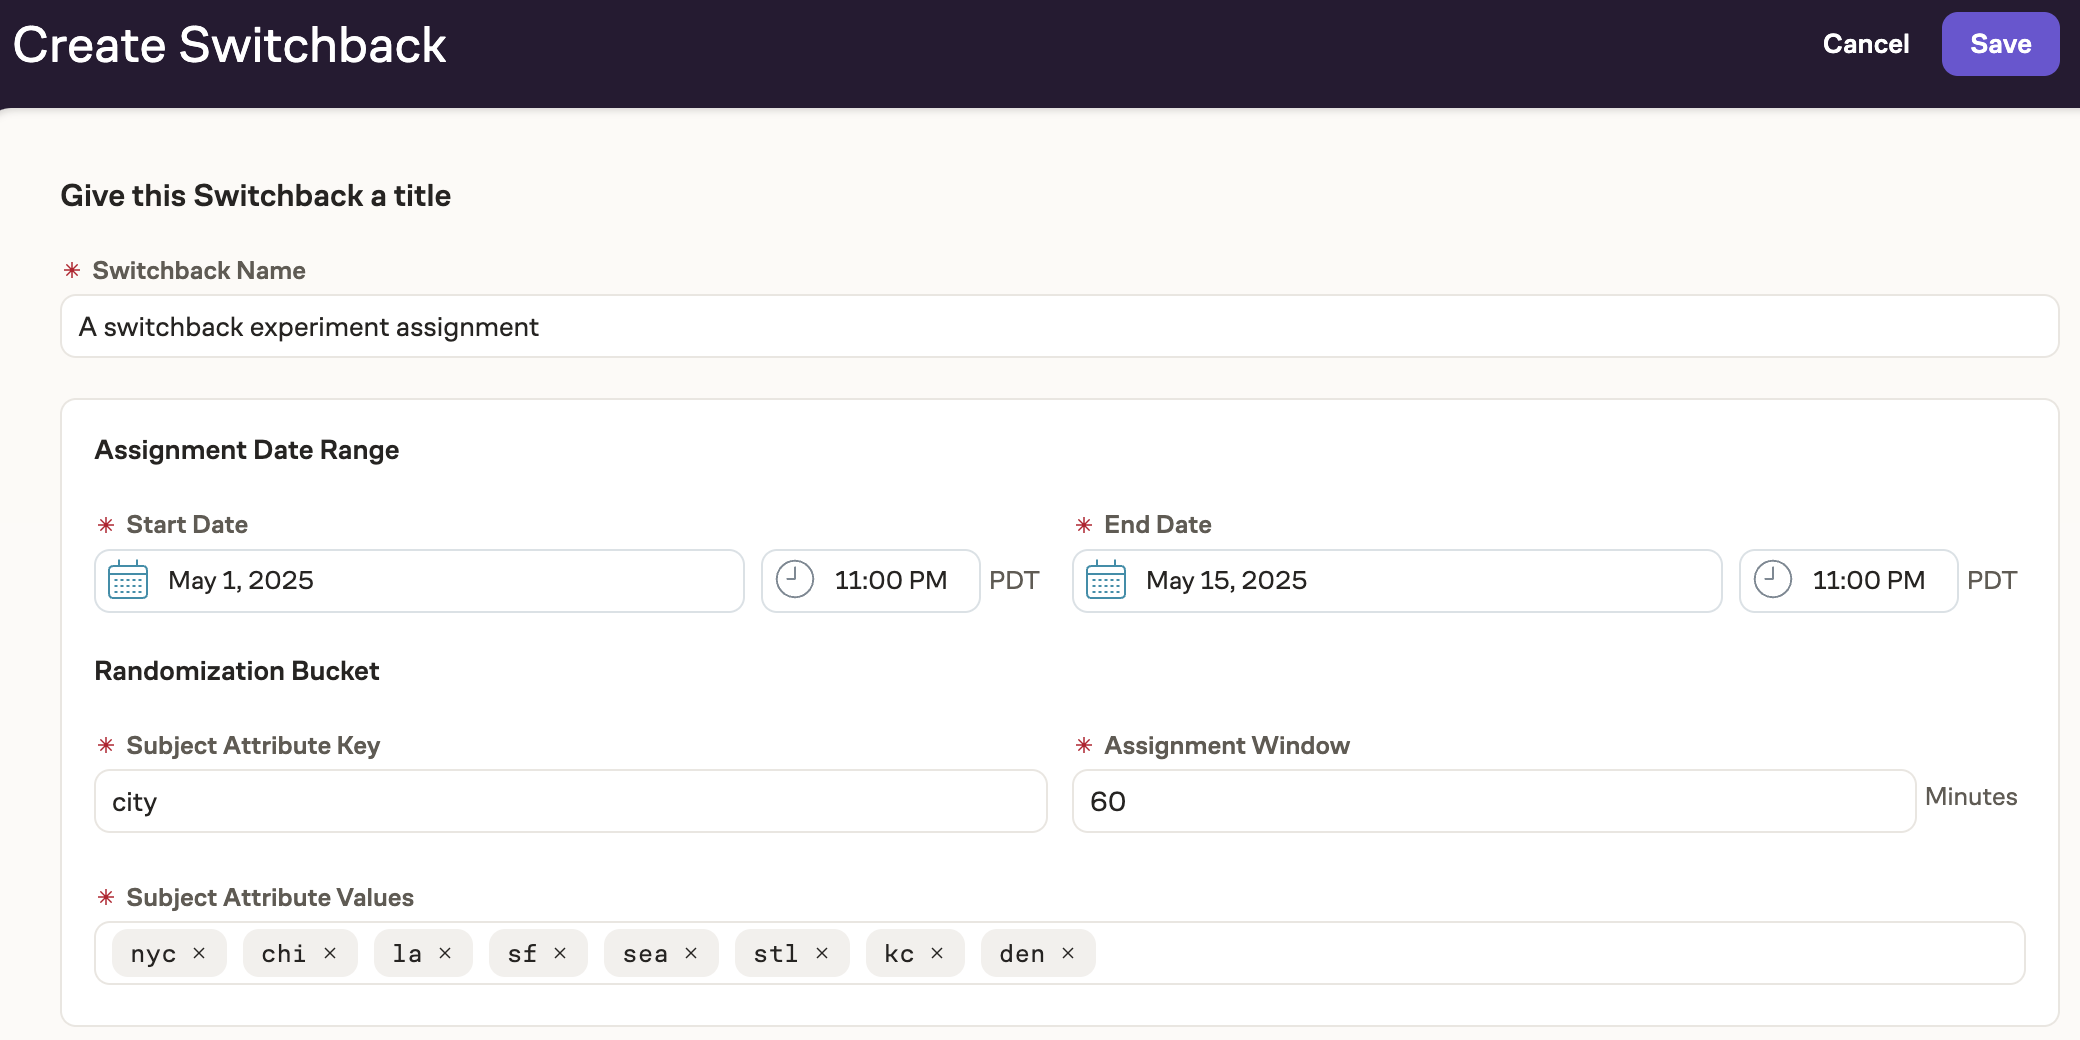 Create Switchback
Cancel
Save
Give this Switchback a title
* Switchback Name
A switchback experiment assignment
Assignment Date Range
* Start Date
* End Date
May 1, 2025
11:00 PM
PDT
May 15, 2025
11:00 PM
PDT
Randomization Bucket
* Subject Attribute Key
* Assignment Window
city
60
Minutes
* Subject Attribute Values
nyc × chi × la × sf × sea × stl × kc × den ×